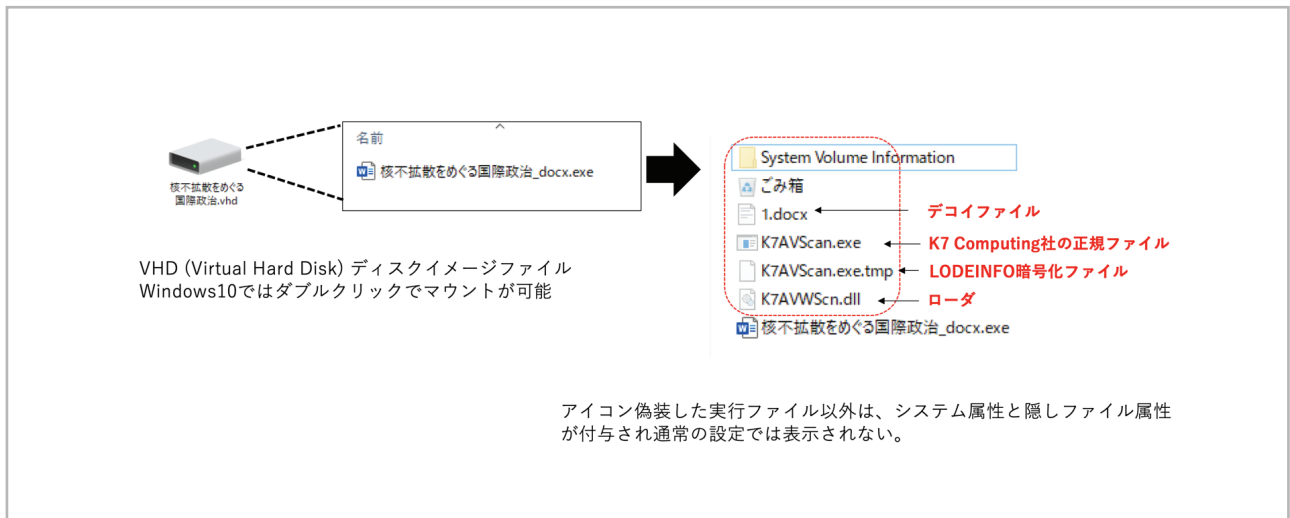 核不拡散をめぐる
国際政治.vhd
名前
核不拡散をめぐる国際政治_docx.exe
VHD (Virtual Hard Disk) ディスクイメージファイル
Windows10ではダブルクリックでマウントが可能
System Volume Information
ごみ箱
1.docx
デコイファイル
K7AVScan.exe
K7 Computing社の正規ファイル
K7AVScan.exe.tmp
LODEINFO暗号化ファイル
K7AVWScn.dll
ローダ
核不拡散をめぐる国際政治_docx.exe
アイコン偽装した実行ファイル以外は、システム属性と隠しファイル属性
が付与され通常の設定では表示されない。